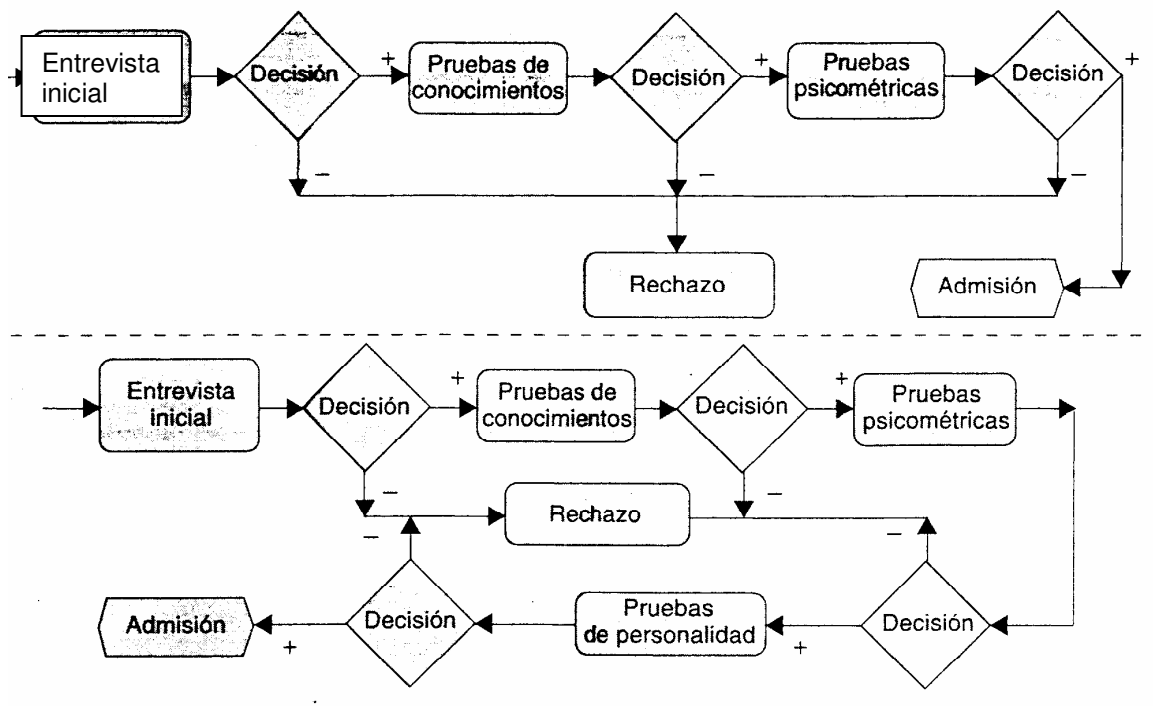 Entrevista
inicial
Decisión
+
Pruebas de
conocimientos
Decisión
+
Pruebas
psicométricas
Decisión
+
–
–
–
Rechazo
Admisión
Entrevista
inicial
Decisión
+
Pruebas de
conocimientos
Decisión
+
Pruebas
psicométricas
–
–
Rechazo
–
–
Admisión
+
Decisión
Pruebas
de personalidad
+
Decisión